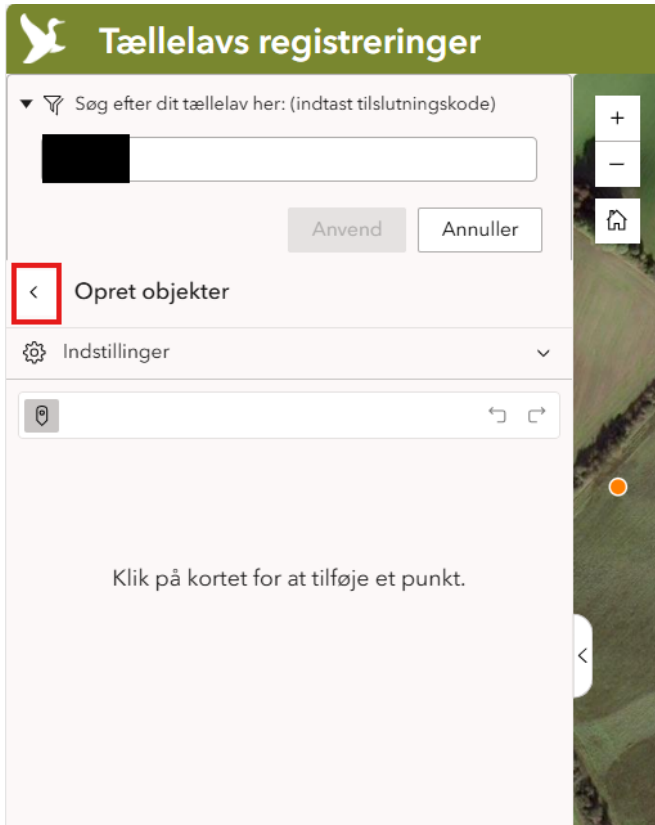 Tællelavs registreringer
Søg efter dit tællelav her: (indtast tilslutningskode)
Anvend Annuller
Opret objekter
Indstillinger
Klik på kortet for at tilføje et punkt.